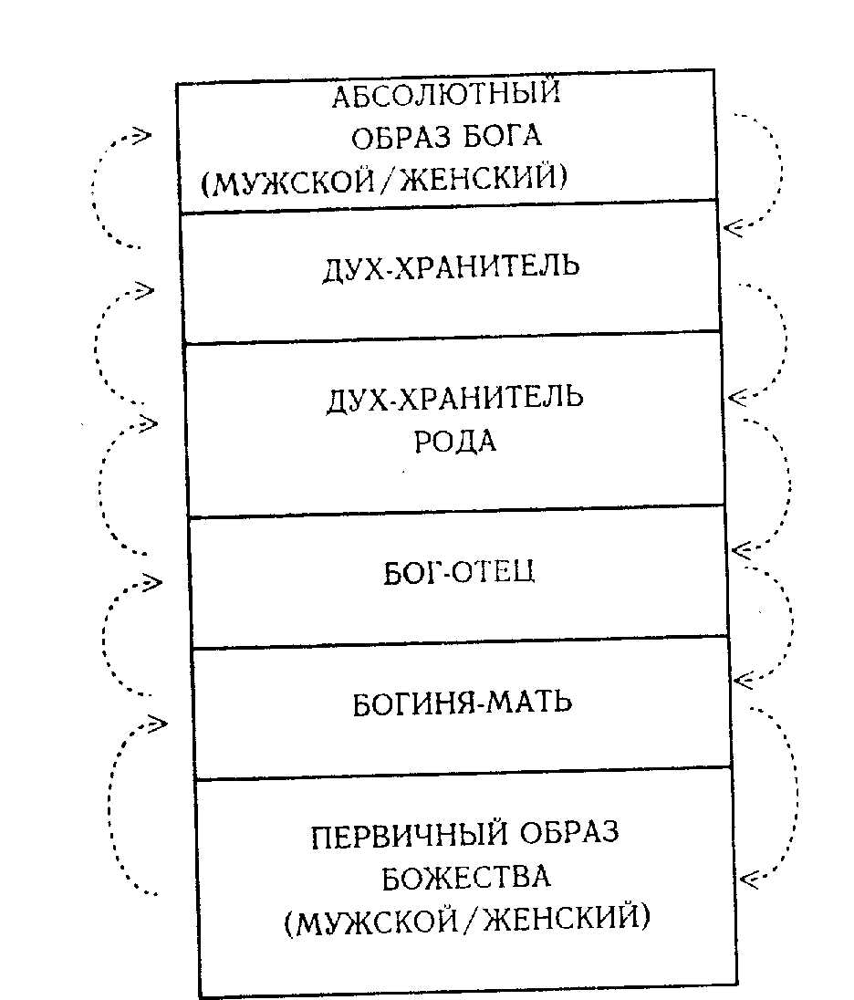 АБСОЛЮТНЫЙ
ОБРАЗ БОГА
(МУЖСКОЙ/ЖЕНСКИЙ)
ДУХ-ХРАНИТЕЛЬ
ДУХ-ХРАНИТЕЛЬ
РОДА
БОГ-ОТЕЦ
БОГИНЯ-МАТЬ
ПЕРВИЧНЫЙ ОБРАЗ
БОЖЕСТВА
(МУЖСКОЙ/ЖЕНСКИЙ)